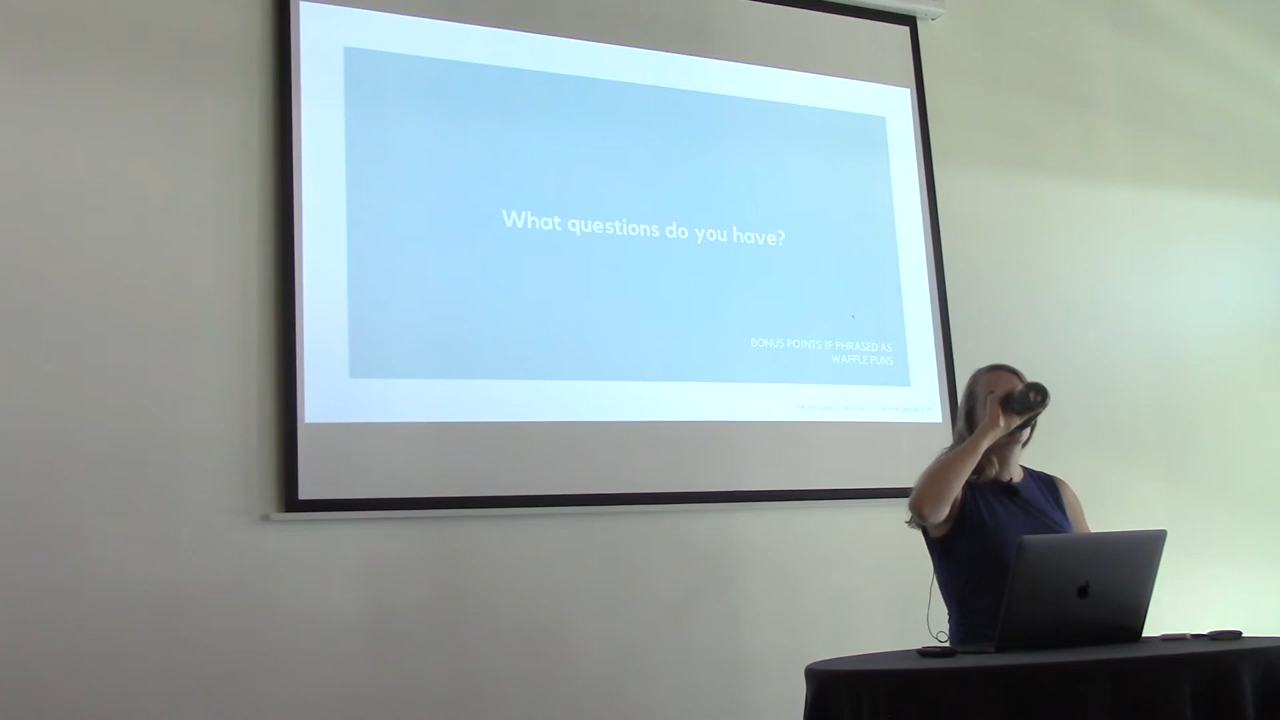 What questions do you have?
BONUS POINTS IF PHRASED AS
WAFFLE PUNS